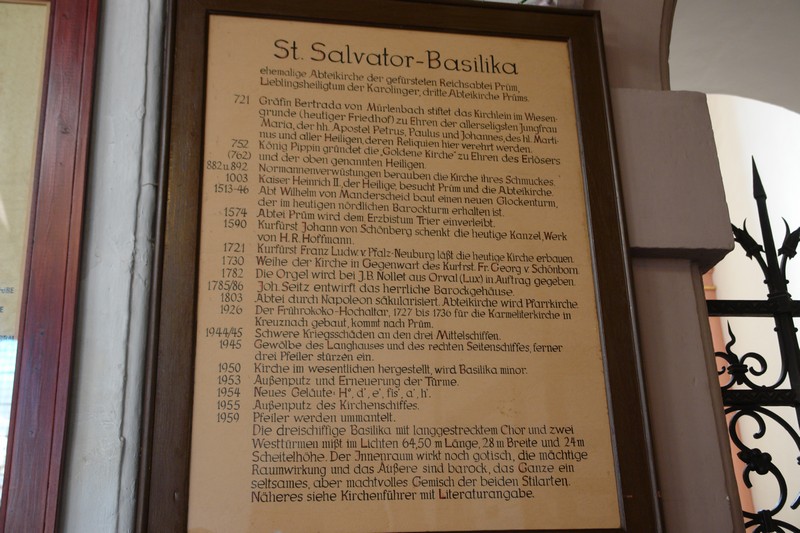 St. Salvator-Basilika
ehemalige Abteikirche der gefürsteten Reichsabtei Prüm,
Lieblingsheiligtum der Karolinger, dritte Abteikirche Prüms.
721 Gräfin Bertrada von Mürlenbach stiftet das Kirchlein im Wiesen-
grunde (heutiger Friedhof) zu Ehren der allerseligsten Jungfrau
Maria, der hh. Apostel Petrus, Paulus und Johannes, des hl. Marti-
nus und aller Heiligen, deren Reliquien hier verehrt werden.
752 König Pippin gründet die „Goldene Kirche" zu Ehren des Erlösers
(762) und der oben genannten Heiligen.
882 u. 892 Normannenverwüstungen berauben die Kirche ihres Schmuckes.
1003 Kaiser Heinrich II., der Heilige, besucht Prüm und die Abteikirche.
1513-46 Abt Wilhelm von Manderscheid baut einen neuen Glockenturm,
der im heutigen nördlichen Barockturm erhalten ist.
1574 Abtei Prüm wird dem Erzbistum Trier einverleibt.
1590 Kurfürst Johann von Schönberg schenkt die heutige Kanzel, Werk
von H. R. Hoffmann.
1721 Kurfürst Franz Ludw. v. Pfalz-Neuburg läßt die heutige Kirche erbauen.
1730 Weihe der Kirche in Gegenwart des Kurfrst. Fr. Georg v. Schönborn
1782 Die Orgel wird bei J. B. Nollet aus Orval (Lux) in Auftrag gegeben.
1785/86 Joh. Seitz entwirft das herrliche Barockgehäuse.
1803 Abtei durch Napoleon säkularisiert. Abteikirche wird Pfarrkirche.
1926 Der Frührokoko-Hochaltar, 1727 bis 1736 für die Karmeliterkirche in
Kreuznach gebaut, kommt nach Prüm.
1944/45 Schwere Kriegsschäden an den drei Mittelschiffen.
1945 Gewölbe des Langhauses und des rechten Seitenschiffes, ferner
drei Pfeiler stürzen ein.
1950 Kirche im wesentlichen hergestellt, wird Basilika minor.
1953 Außenputz und Erneuerung der Türme.
1954 Neues Geläute: H°, d', e', fis', a', h'.
1955 Außenputz des Kirchenschiffes.
1959 Pfeiler werden ummantelt.
Die dreischiffige Basilika mit langgestrecktem Chor und zwei
Westtürmen mißt im Lichten 64,50 m Länge, 28 m Breite und 24 m
Scheitelhöhe. Der Innenraum wirkt noch gotisch, die mächtige
Raumwirkung und das Äußere sind barock, das Ganze ein
seltsames, aber machtvolles Gemisch der beiden Stilarten.
Näheres siehe Kirchenführer mit Literaturangabe.